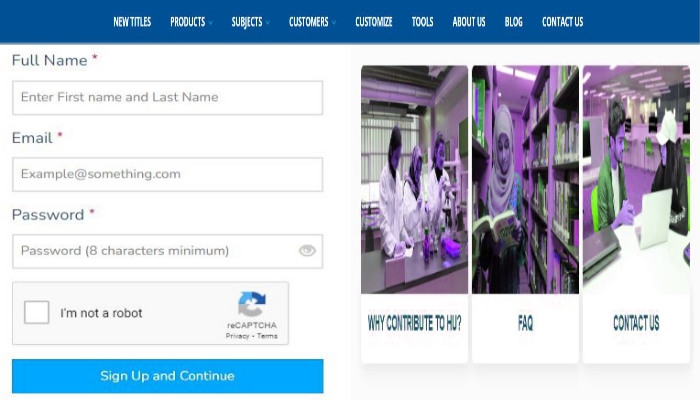 NEW TITLES PRODUCTS SUBJECTS CUSTOMERS CUSTOMIZE TOOLS ABOUT US BLOG CONTACT US
Full Name *
Enter First name and Last Name
Email *
Example@something.com
Password *
Password (8 characters minimum)
I'm not a robot
reCAPTCHA
Privacy - Terms
Sign Up and Continue
WHY CONTRIBUTE TO HU?
FAQ
CONTACT US